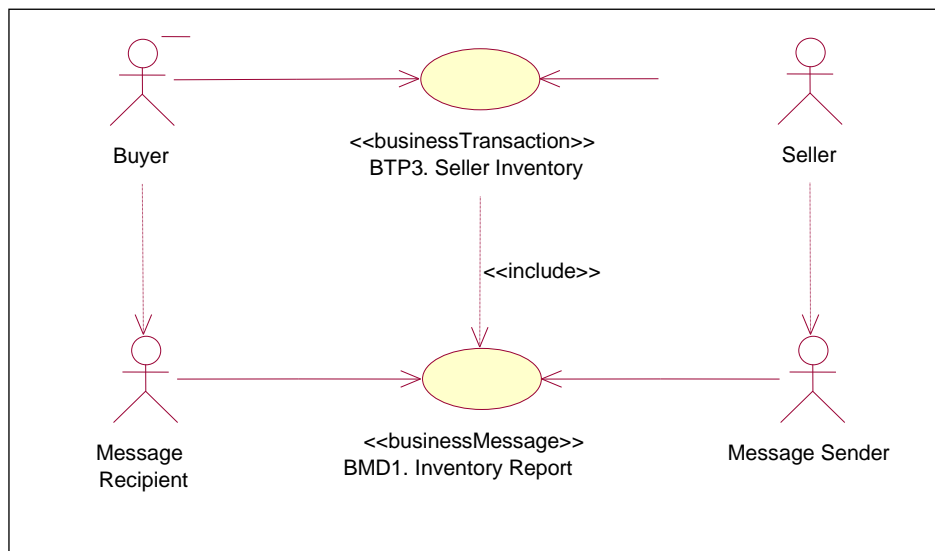 <<businessTransaction>>
BTP3. Seller Inventory
Buyer
Seller
<<include>>
Message
Recipient
<<businessMessage>>
BMD1. Inventory Report
Message Sender